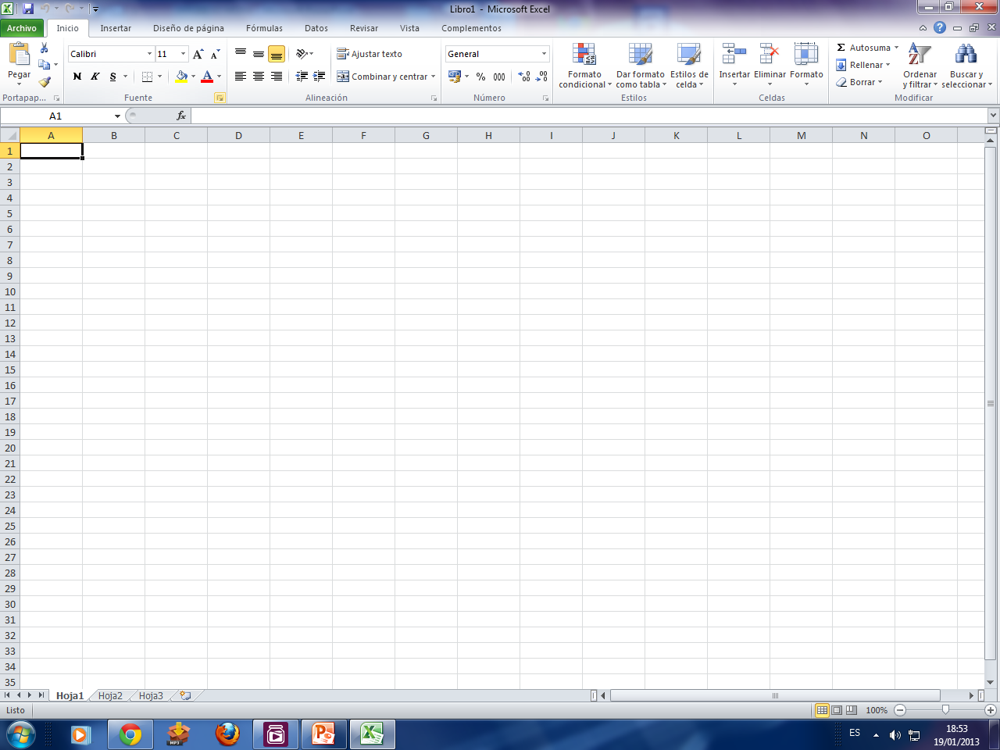 Libro1 - Microsoft Excel
Archivo Inicio Insertar Diseño de página Fórmulas Datos Revisar Vista Complementos
Pegar
Calibri 11
N K S
Ajustar texto
Combinar y centrar
General
% 000
Formato condicional
Dar formato como tabla
Estilos de celda
Insertar Eliminar Formato
Autosuma
Rellenar
Borrar
Ordenar y filtrar
Buscar y seleccionar
Portapap... Fuente Alineación Número Estilos Celdas Modificar
A1 fx
A B C D E F G H I J K L M N O
1
2
3
4
5
6
7
8
9
10
11
12
13
14
15
16
17
18
19
20
21
22
23
24
25
26
27
28
29
30
31
32
33
34
35
Hoja1 Hoja2 Hoja3
Listo 100%
MP3
ES 18:53
19/01/2013